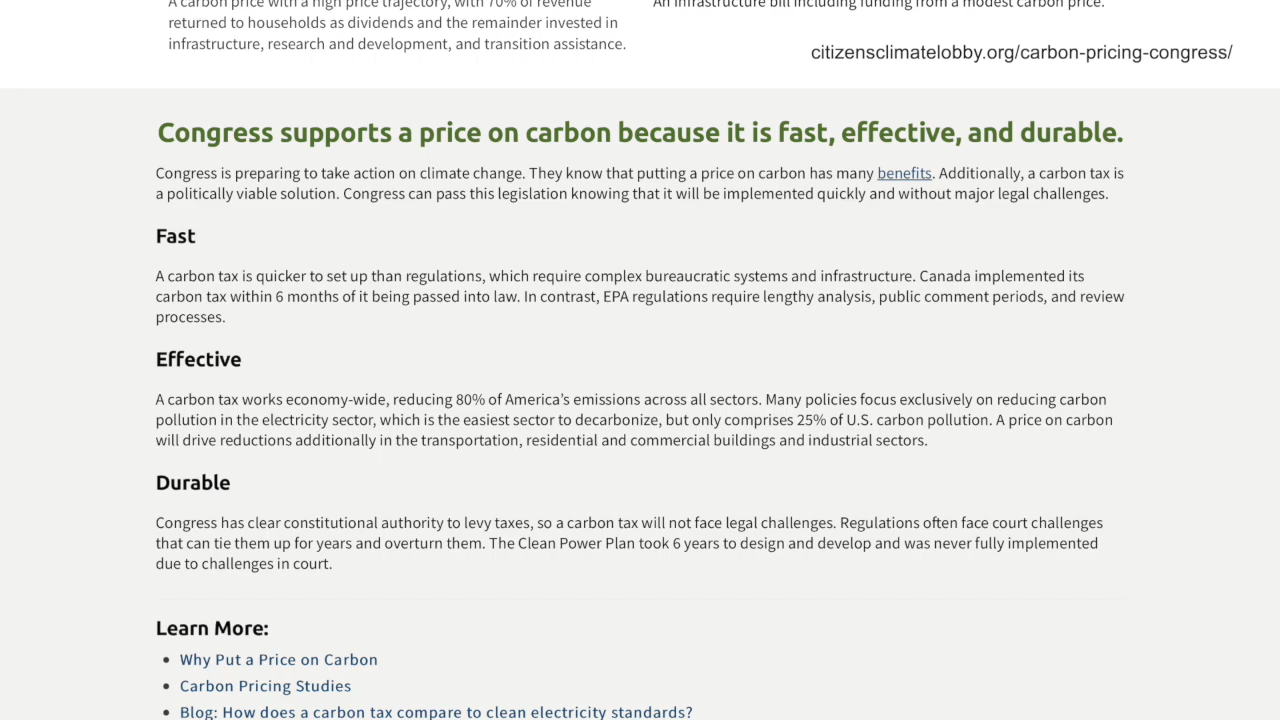 A carbon price with a high price trajectory, with 70% of revenue
returned to households as dividends and the remainder invested in
infrastructure, research and development, and transition assistance.
An infrastructure bill including funding from a modest carbon price.
citizensclimatelobby.org/carbon-pricing-congress/
Congress supports a price on carbon because it is fast, effective, and durable.
Congress is preparing to take action on climate change. They know that putting a price on carbon has many benefits. Additionally, a carbon tax is
a politically viable solution. Congress can pass this legislation knowing that it will be implemented quickly and without major legal challenges.
Fast
A carbon tax is quicker to set up than regulations, which require complex bureaucratic systems and infrastructure. Canada implemented its
carbon tax within 6 months of it being passed into law. In contrast, EPA regulations require lengthy analysis, public comment periods, and review
processes.
Effective
A carbon tax works economy-wide, reducing 80% of America’s emissions across all sectors. Many policies focus exclusively on reducing carbon
pollution in the electricity sector, which is the easiest sector to decarbonize, but only comprises 25% of U.S. carbon pollution. A price on carbon
will drive reductions additionally in the transportation, residential and commercial buildings and industrial sectors.
Durable
Congress has clear constitutional authority to levy taxes, so a carbon tax will not face legal challenges. Regulations often face court challenges
that can tie them up for years and overturn them. The Clean Power Plan took 6 years to design and develop and was never fully implemented
due to challenges in court.
Learn More:
• Why Put a Price on Carbon
• Carbon Pricing Studies
• Blog: How does a carbon tax compare to clean electricity standards?